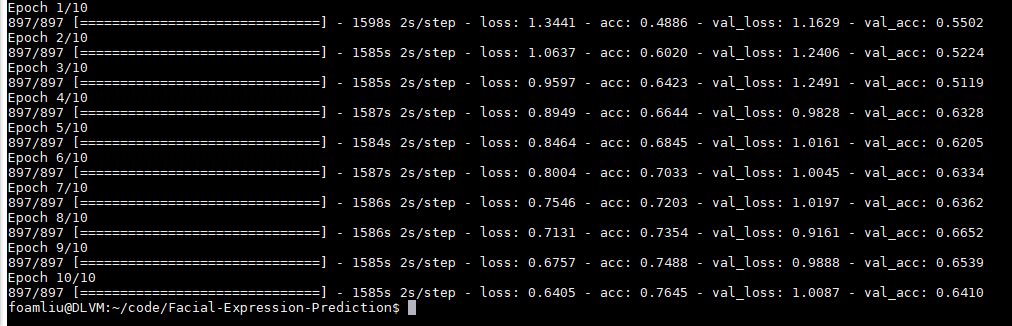 Epoch 1/10
897/897 [==============================] - 1598s 2s/step - loss: 1.3441 - acc: 0.4886 - val_loss: 1.1629 - val_acc: 0.5502
Epoch 2/10
897/897 [==============================] - 1585s 2s/step - loss: 1.0637 - acc: 0.6020 - val_loss: 1.2406 - val_acc: 0.5224
Epoch 3/10
897/897 [==============================] - 1585s 2s/step - loss: 0.9597 - acc: 0.6423 - val_loss: 1.2491 - val_acc: 0.5119
Epoch 4/10
897/897 [==============================] - 1587s 2s/step - loss: 0.8949 - acc: 0.6644 - val_loss: 0.9828 - val_acc: 0.6328
Epoch 5/10
897/897 [==============================] - 1584s 2s/step - loss: 0.8464 - acc: 0.6845 - val_loss: 1.0161 - val_acc: 0.6205
Epoch 6/10
897/897 [==============================] - 1587s 2s/step - loss: 0.8004 - acc: 0.7033 - val_loss: 1.0045 - val_acc: 0.6334
Epoch 7/10
897/897 [==============================] - 1586s 2s/step - loss: 0.7546 - acc: 0.7203 - val_loss: 1.0197 - val_acc: 0.6362
Epoch 8/10
897/897 [==============================] - 1586s 2s/step - loss: 0.7131 - acc: 0.7354 - val_loss: 0.9161 - val_acc: 0.6652
Epoch 9/10
897/897 [==============================] - 1585s 2s/step - loss: 0.6757 - acc: 0.7488 - val_loss: 0.9888 - val_acc: 0.6539
Epoch 10/10
897/897 [==============================] - 1585s 2s/step - loss: 0.6405 - acc: 0.7645 - val_loss: 1.0087 - val_acc: 0.6410
foamliu@DLVM:~/code/Facial-Expression-Prediction$